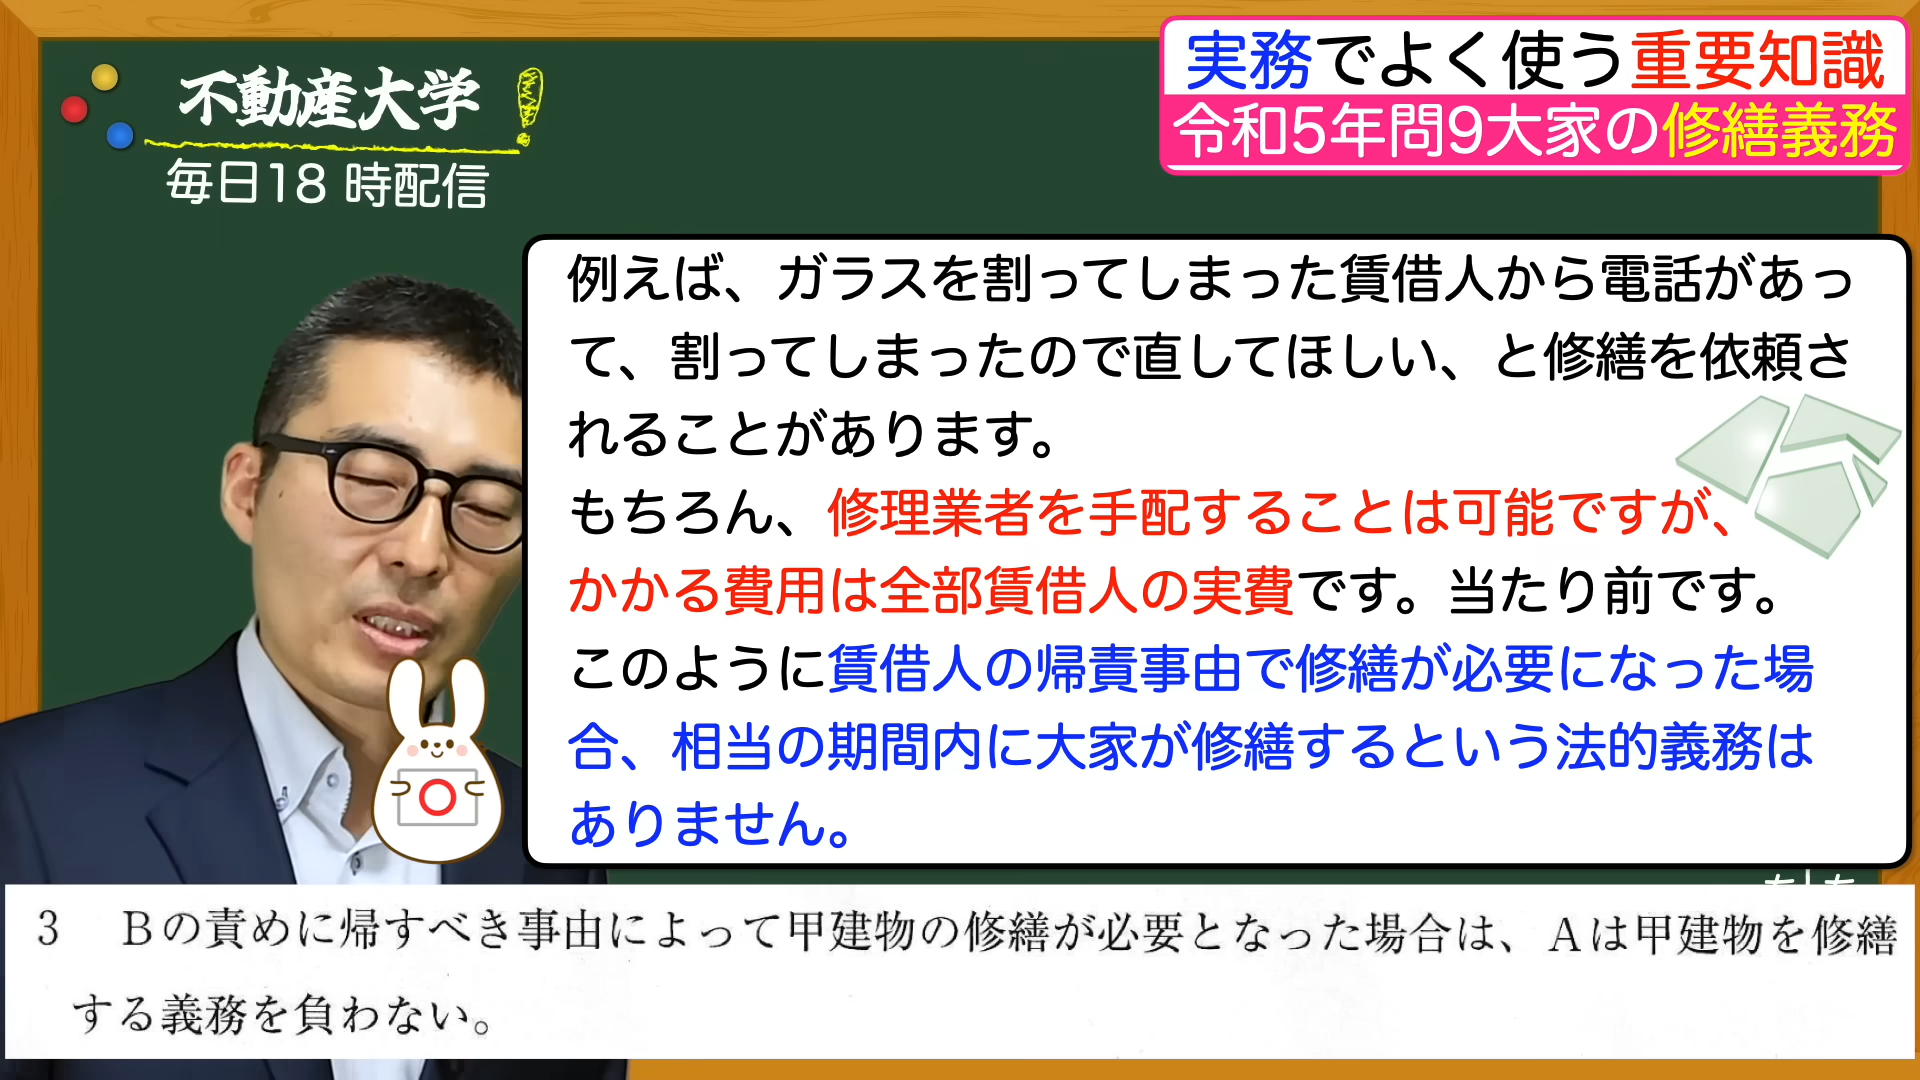 不動産大学!
毎日18 時配信
実務でよく使う重要知識
令和5年問9大家の修繕義務
例えば、ガラスを割ってしまった賃借人から電話があっ
て、割ってしまったので直してほしい、と修繕を依頼さ
れることがあります。
もちろん、修理業者を手配することは可能ですが、
かかる費用は全部賃借人の実費です。当たり前です。
このように賃借人の帰責事由で修繕が必要になった場
合、相当の期間内に大家が修繕するという法的義務は
ありません。
3 Bの責めに帰すべき事由によって甲建物の修繕が必要となった場合は、Aは甲建物を修繕
する義務を負わない。